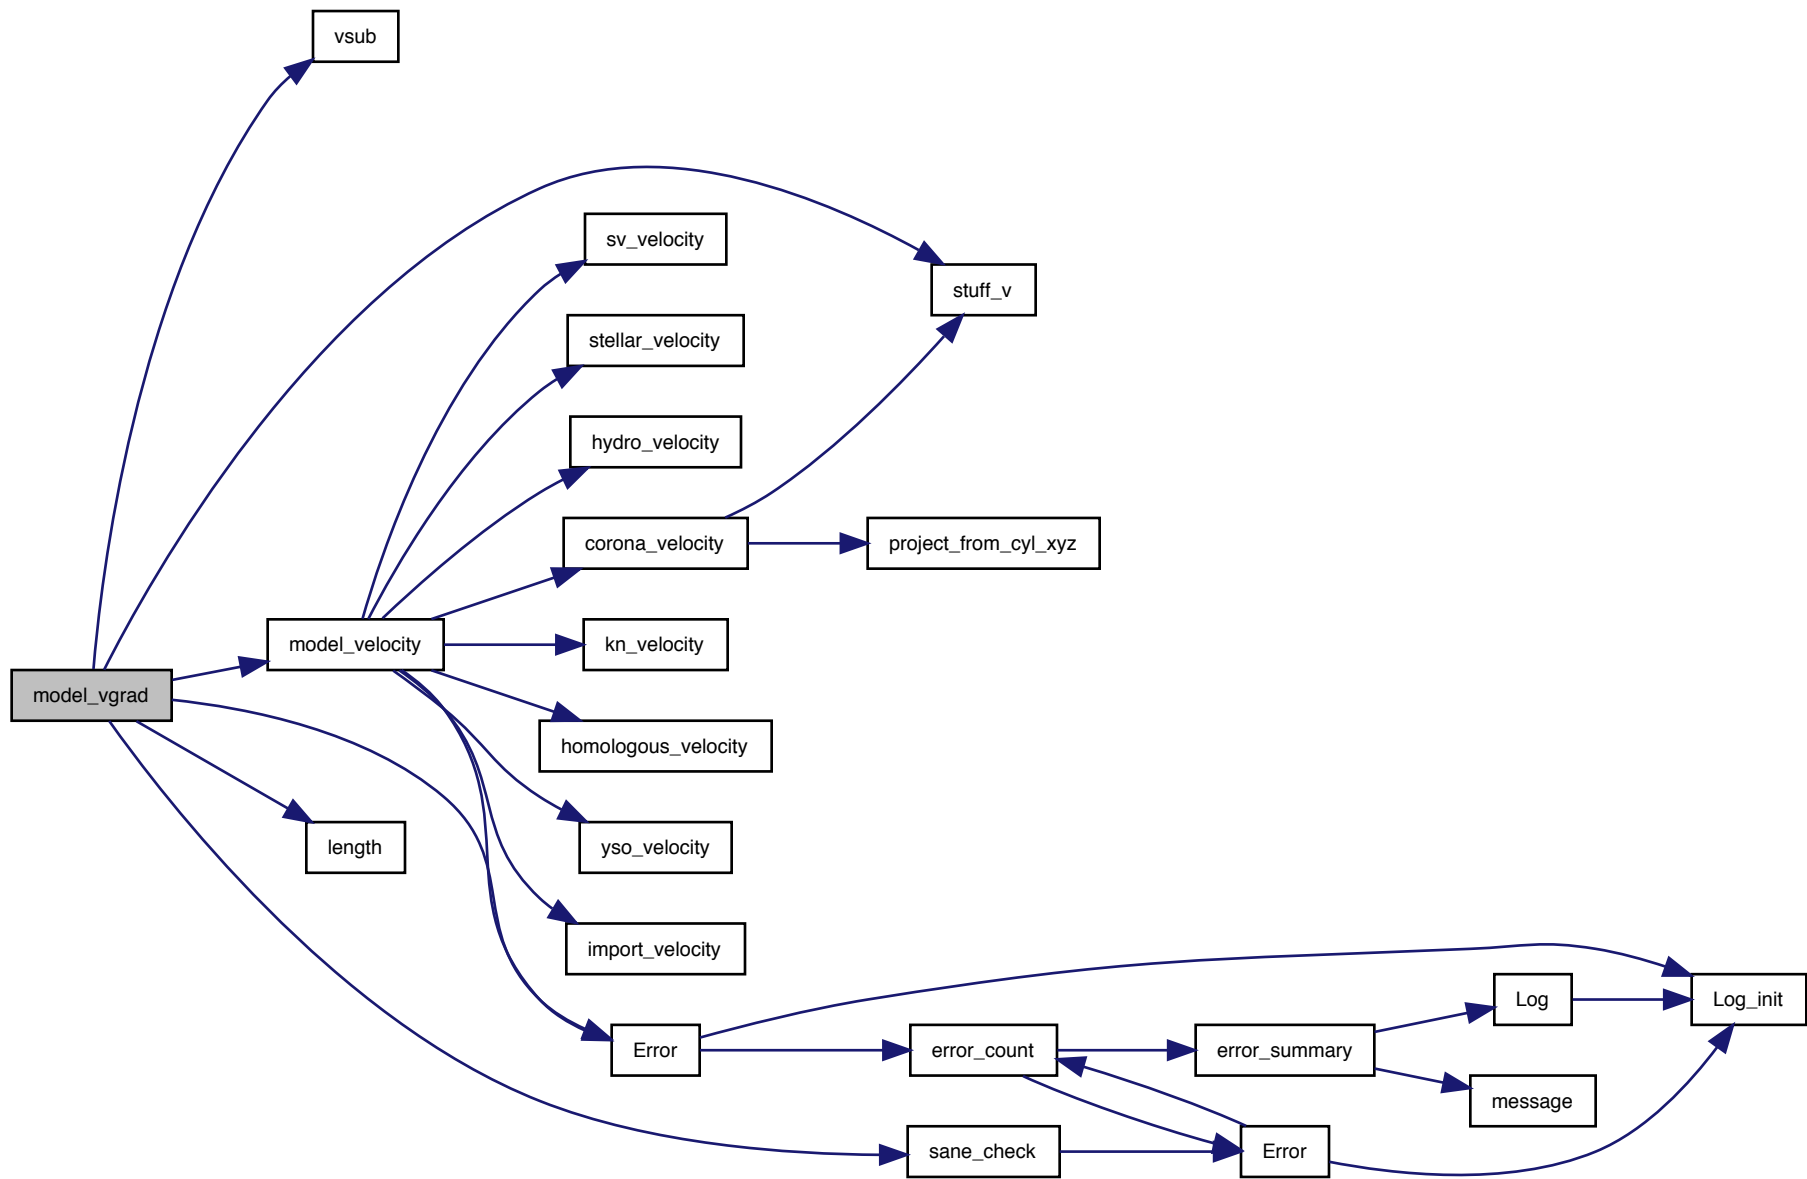 vsub
sv_velocity
stuff_v
stellar_velocity
hydro_velocity
corona_velocity
project_from_cyl_xyz
model_velocity
kn_velocity
model_vgrad
homologous_velocity
length
yso_velocity
import_velocity
Log
Log_init
Error
error_count
error_summary
message
sane_check
Error